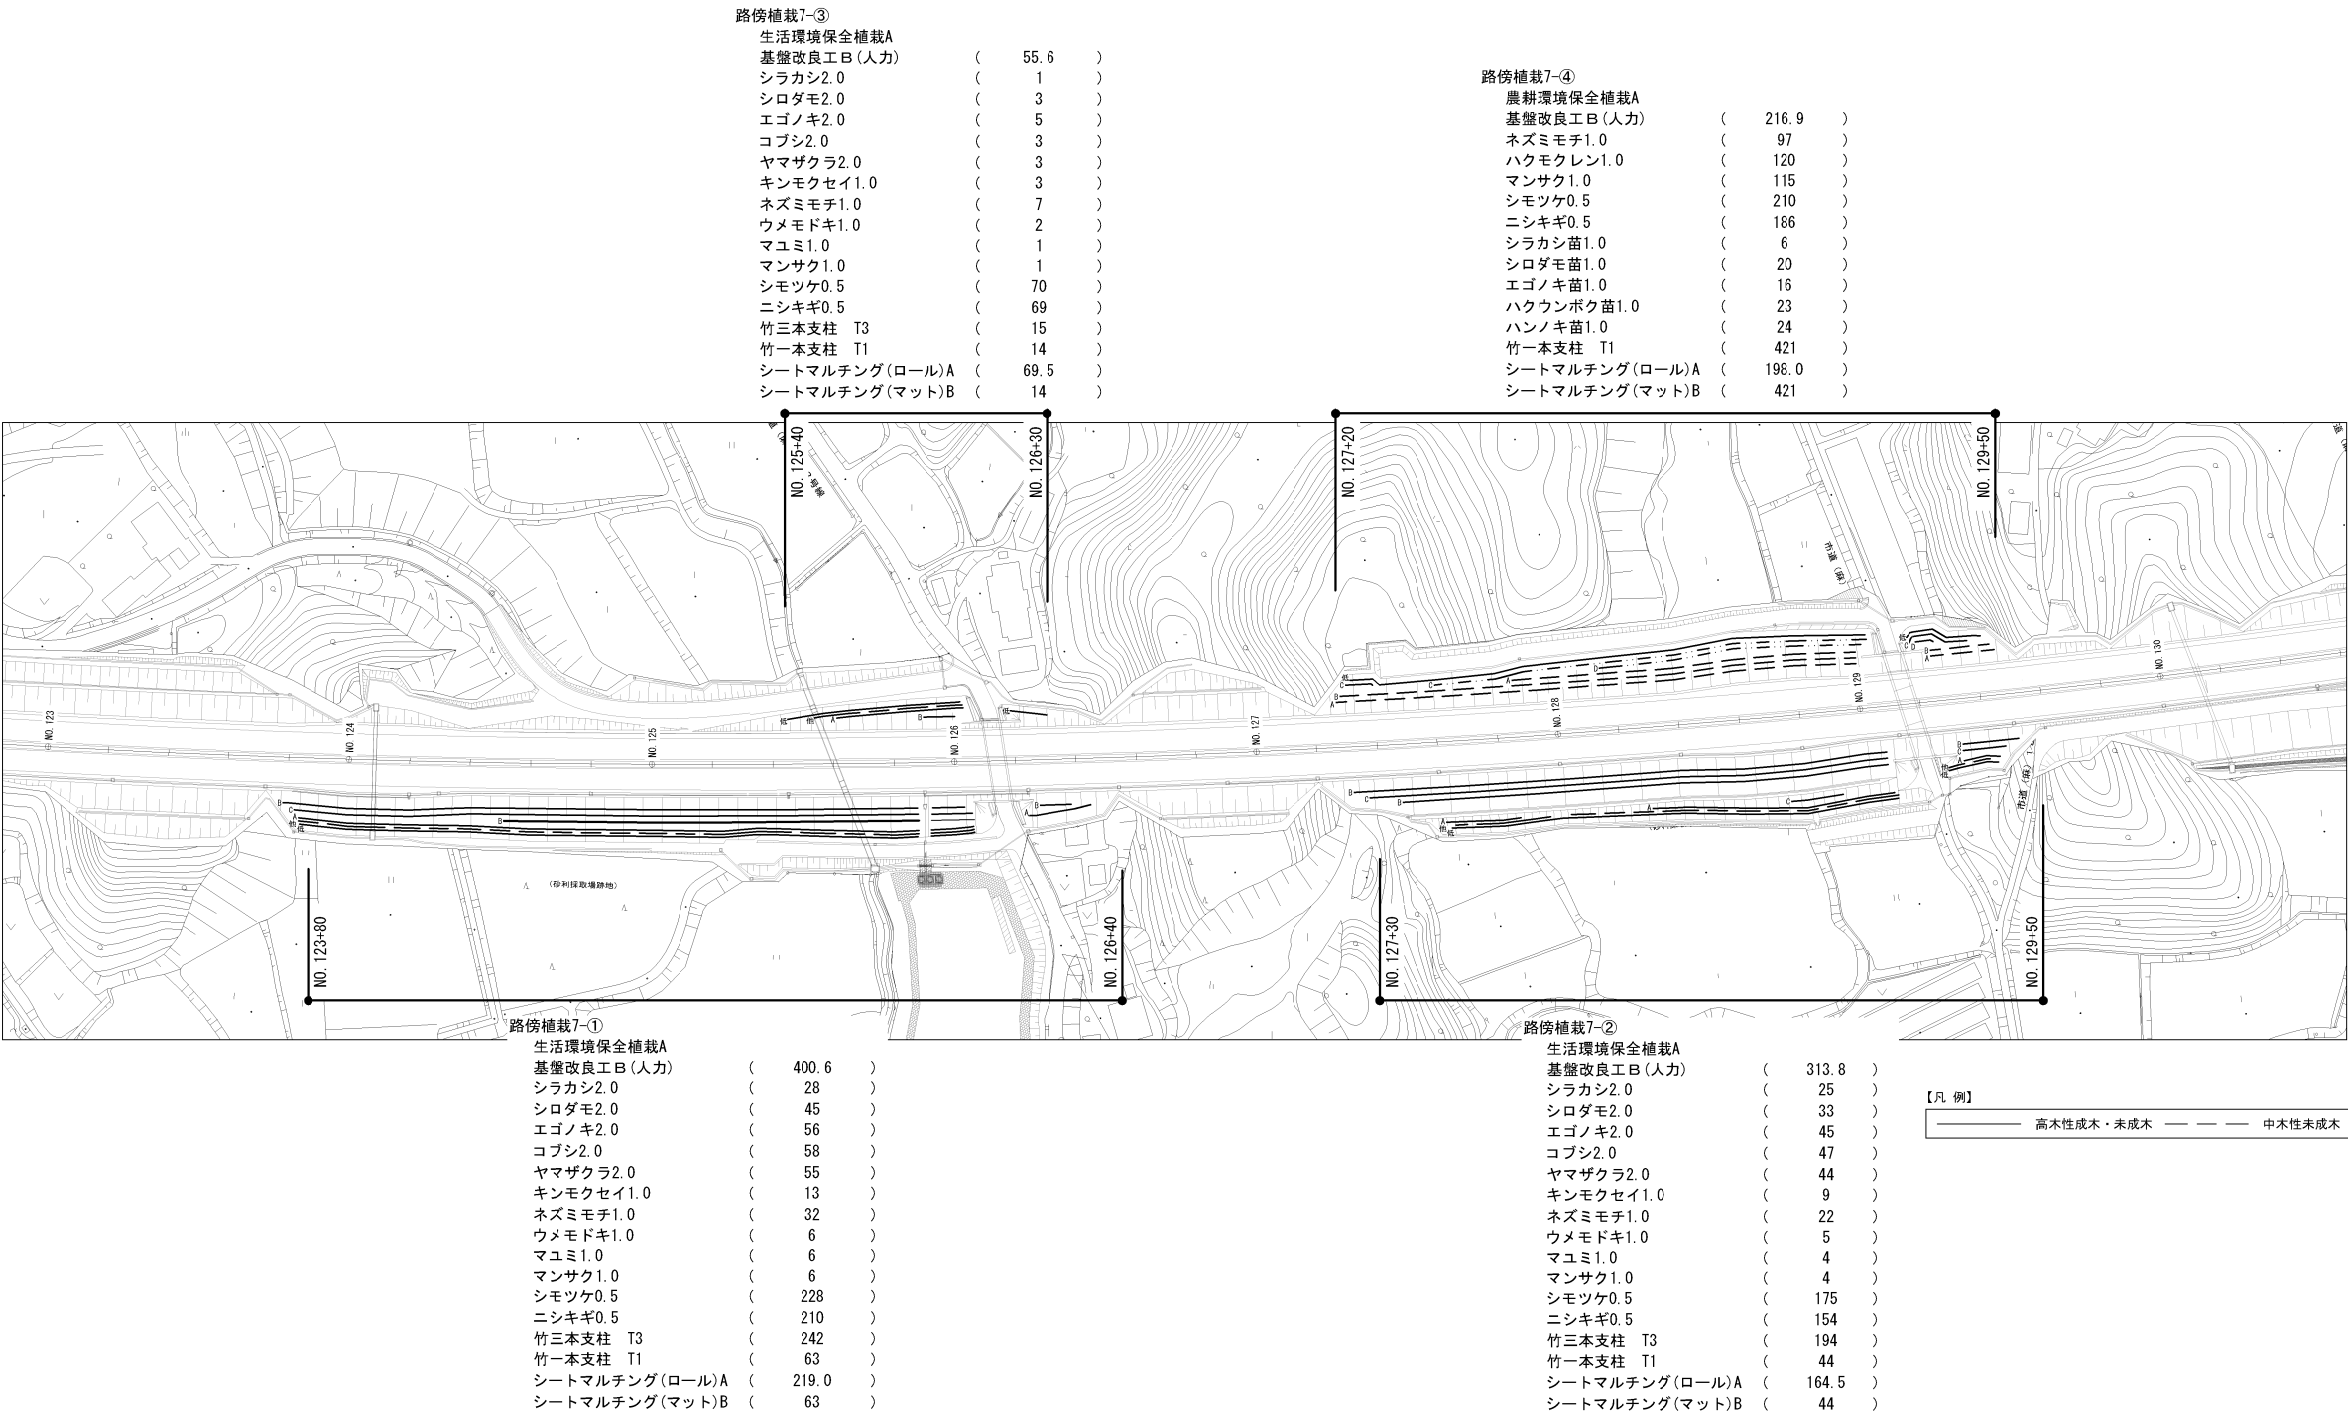 路傍植栽7-③
生活環境保全植栽A
基盤改良工B(人力) ( 55.6 )
シラカシ2.0 ( 1 )
シロダモ2.0 ( 3 )
エゴノキ2.0 ( 5 )
コブシ2.0 ( 3 )
ヤマザクラ2.0 ( 3 )
キンモクセイ1.0 ( 3 )
ネズミモチ1.0 ( 7 )
ウメモドキ1.0 ( 2 )
マユミ1.0 ( 1 )
マンサク1.0 ( 1 )
シモツケ0.5 ( 70 )
ニシキギ0.5 ( 69 )
竹三本支柱 T3 ( 15 )
竹一本支柱 T1 ( 14 )
シートマルチング(ロール)A ( 69.5 )
シートマルチング(マット)B ( 14 )
路傍植栽7-④
農耕環境保全植栽A
基盤改良工B(人力) ( 216.9 )
ネズミモチ1.0 ( 97 )
ハクモクレン1.0 ( 120 )
マンサク1.0 ( 115 )
シモツケ0.5 ( 210 )
ニシキギ0.5 ( 186 )
シラカシ苗1.0 ( 6 )
シロダモ苗1.0 ( 20 )
エゴノキ苗1.0 ( 16 )
ハクウンボク苗1.0 ( 23 )
ハンノキ苗1.0 ( 24 )
竹一本支柱 T1 ( 421 )
シートマルチング(ロール)A ( 198.0 )
シートマルチング(マット)B ( 421 )
NO.125+40
NO.126+30
NO.127+20
NO.129+50
号線
市道(麻)
NO.123
NO.124
NO.125
NO.126
NO.127
NO.128
NO.129
NO.130
市道(麻)
(砂利採取場跡地)
NO.123+80
NO.126+40
NO.127+30
NO.129+50
路傍植栽7-①
生活環境保全植栽A
基盤改良工B(人力) ( 400.6 )
シラカシ2.0 ( 28 )
シロダモ2.0 ( 45 )
エゴノキ2.0 ( 56 )
コブシ2.0 ( 58 )
ヤマザクラ2.0 ( 55 )
キンモクセイ1.0 ( 13 )
ネズミモチ1.0 ( 32 )
ウメモドキ1.0 ( 6 )
マユミ1.0 ( 6 )
マンサク1.0 ( 6 )
シモツケ0.5 ( 228 )
ニシキギ0.5 ( 210 )
竹三本支柱 T3 ( 242 )
竹一本支柱 T1 ( 63 )
シートマルチング(ロール)A ( 219.0 )
シートマルチング(マット)B ( 63 )
路傍植栽7-②
生活環境保全植栽A
基盤改良工B(人力) ( 313.8 )
シラカシ2.0 ( 25 )
シロダモ2.0 ( 33 )
エゴノキ2.0 ( 45 )
コブシ2.0 ( 47 )
ヤマザクラ2.0 ( 44 )
キンモクセイ1.0 ( 9 )
ネズミモチ1.0 ( 22 )
ウメモドキ1.0 ( 5 )
マユミ1.0 ( 4 )
マンサク1.0 ( 4 )
シモツケ0.5 ( 175 )
ニシキギ0.5 ( 154 )
竹三本支柱 T3 ( 194 )
竹一本支柱 T1 ( 44 )
シートマルチング(ロール)A ( 164.5 )
シートマルチング(マット)B ( 44 )
【凡 例】
高木性成木・未成木
中木性未成木